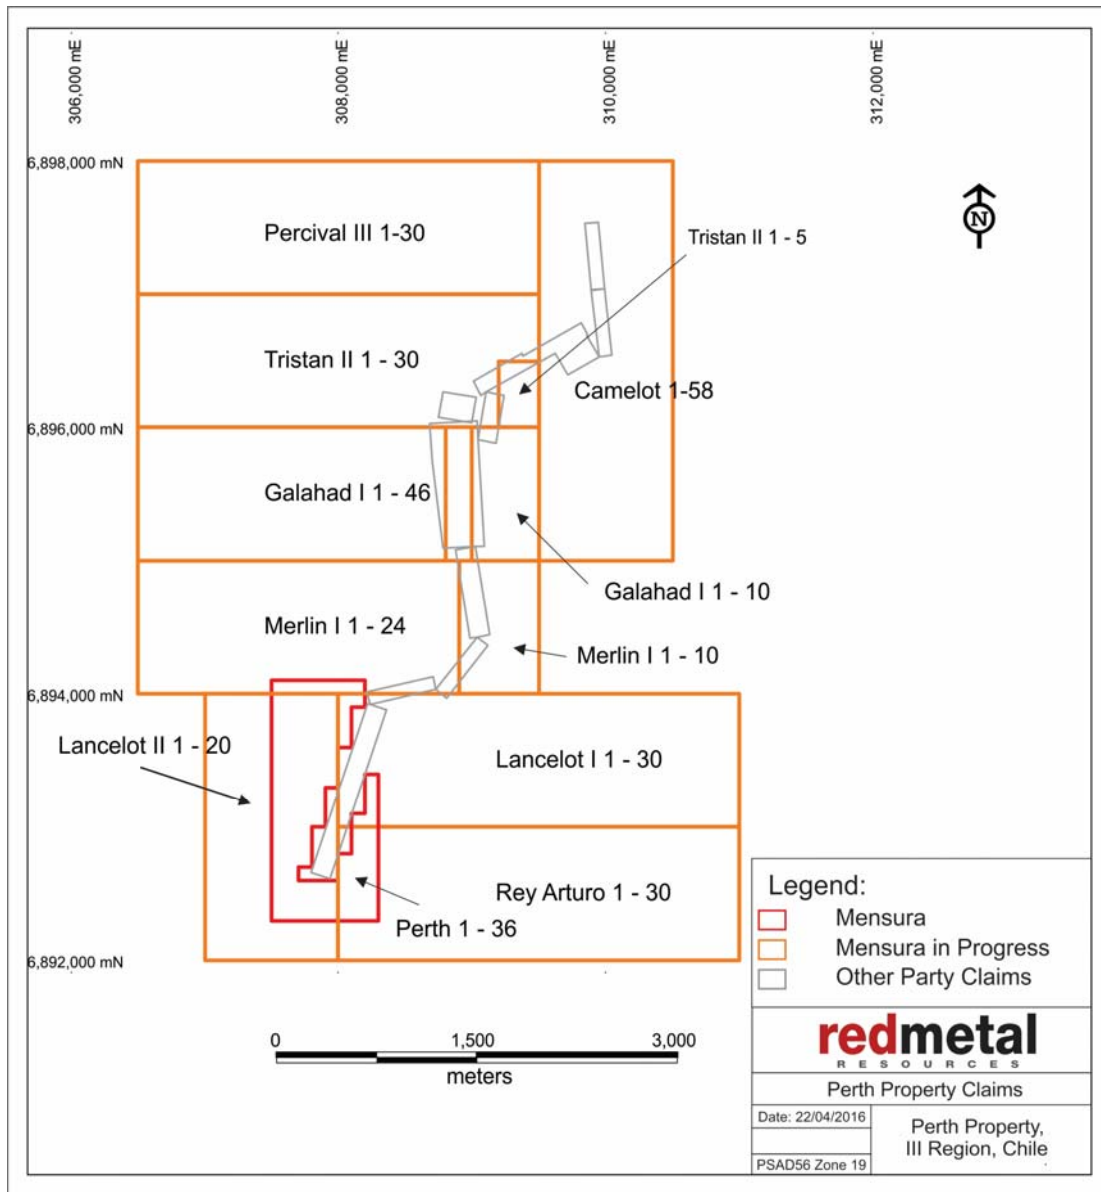 306,000 mE
308,000 mE
310,000 mE
312,000 mE
6,898,000 mN
N
Percival III 1-30
Tristan II 1 - 5
Tristan II 1 - 30
Camelot 1-58
6,896,000 mN
Galahad I 1 - 46
Galahad I 1 - 10
Merlin I 1 - 24
Merlin I 1 - 10
6,894,000 mN
Lancelot II 1 - 20
Lancelot I 1 - 30
Rey Arturo 1 - 30
Perth 1 - 36
6,892,000 mN
0 1,500 3,000
meters
Legend:
Mensura
Mensura in Progress
Other Party Claims
redmetal
RESOURCES
Perth Property Claims
Date: 22/04/2016
PSAD56 Zone 19
Perth Property,
III Region, Chile